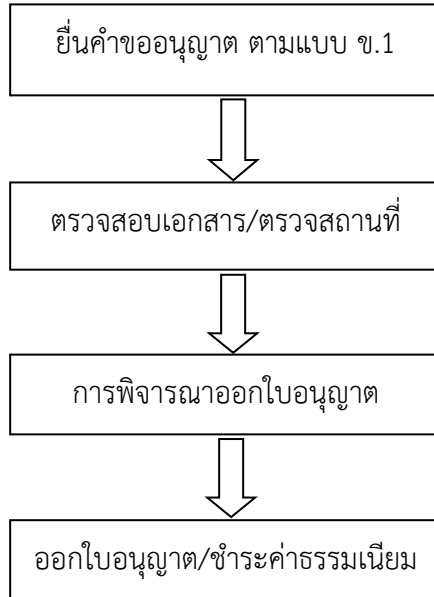 ยื่นคำขออนุญาต ตามแบบ ข.1
ตรวจสอบเอกสาร/ตรวจสถานที่
การพิจารณาออกใบอนุญาต
ออกใบอนุญาต/ชำระค่าธรรมเนียม